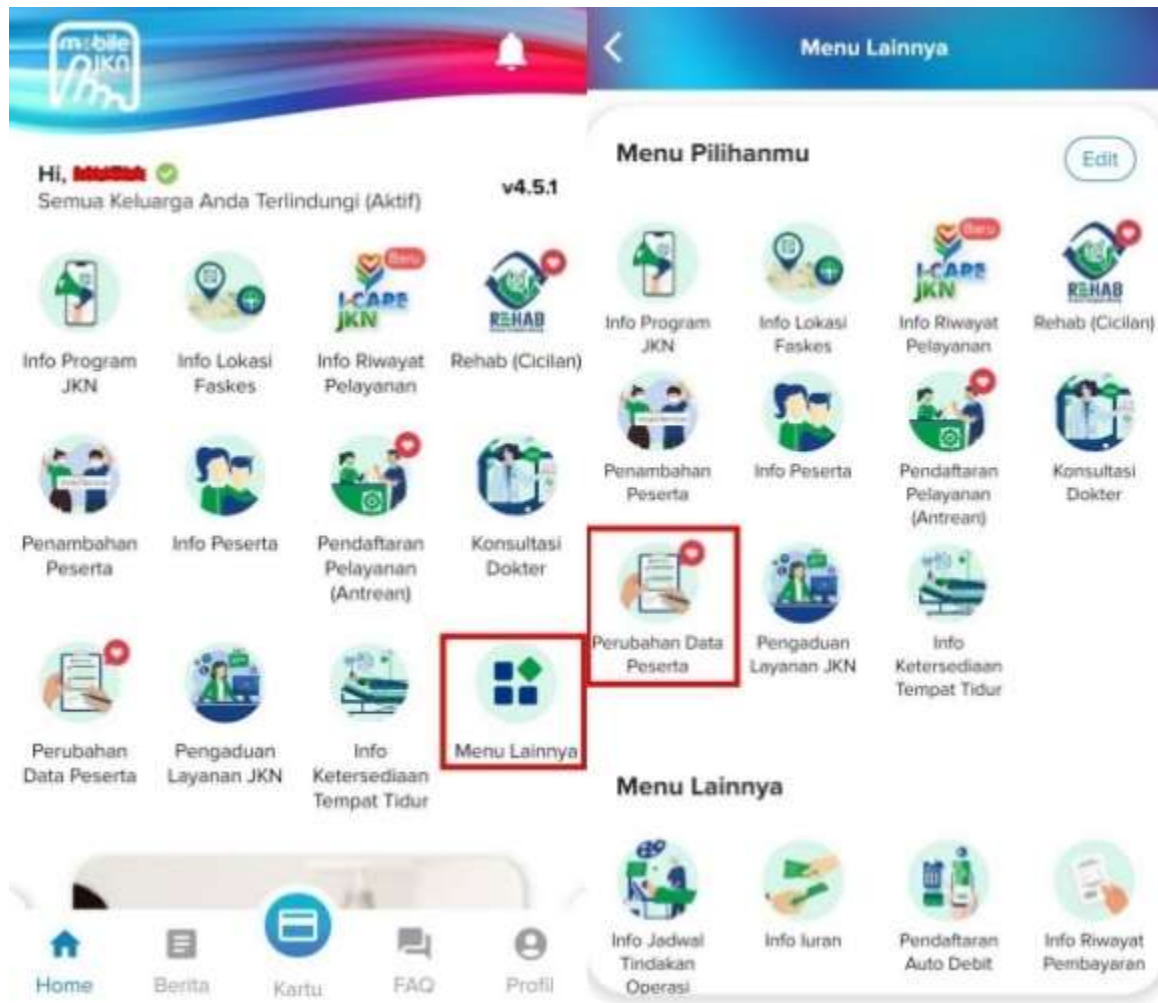 mobile
JKN
Hi,
Semua Keluarga Anda Terlindungi (Aktif)
v4.5.1
Baru
I-CARE
JKN
REHAB
Info Program
JKN
Info Lokasi
Faskes
Info Riwayat
Pelayanan
Rehab (Cicilan)
Penambahan
Peserta
Info Peserta
Pendaftaran
Pelayanan
(Antrean)
Konsultasi
Dokter
Perubahan
Data Peserta
Pengaduan
Layanan JKN
Info
Ketersediaan
Tempat Tidur
Menu Lainnya
Home
Berita
Kartu
FAQ
Profil
Menu Lainnya
Menu Pilihanmu
Edit
Baru
I-CARE
JKN
REHAB
Info Program
JKN
Info Lokasi
Faskes
Info Riwayat
Pelayanan
Rehab (Cicilan)
Penambahan
Peserta
Info Peserta
Pendaftaran
Pelayanan
(Antrean)
Konsultasi
Dokter
Perubahan Data
Peserta
Pengaduan
Layanan JKN
Info
Ketersediaan
Tempat Tidur
Menu Lainnya
Info Jadwal
Tindakan
Operasi
Info Iuran
Pendaftaran
Auto Debit
Info Riwayat
Pembayaran